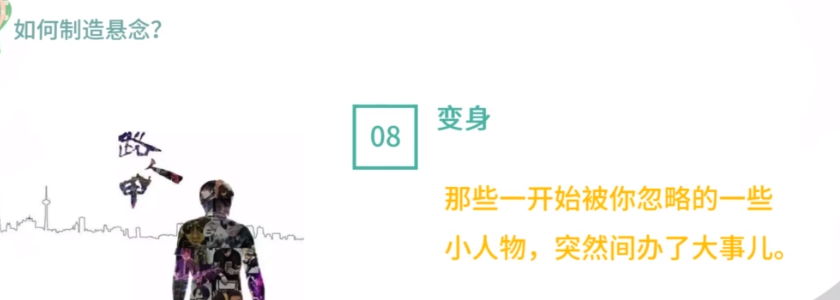 如何制造悬念?
08
变身
路人甲
那些一开始被你忽略的一些
小人物，突然间办了大事儿。